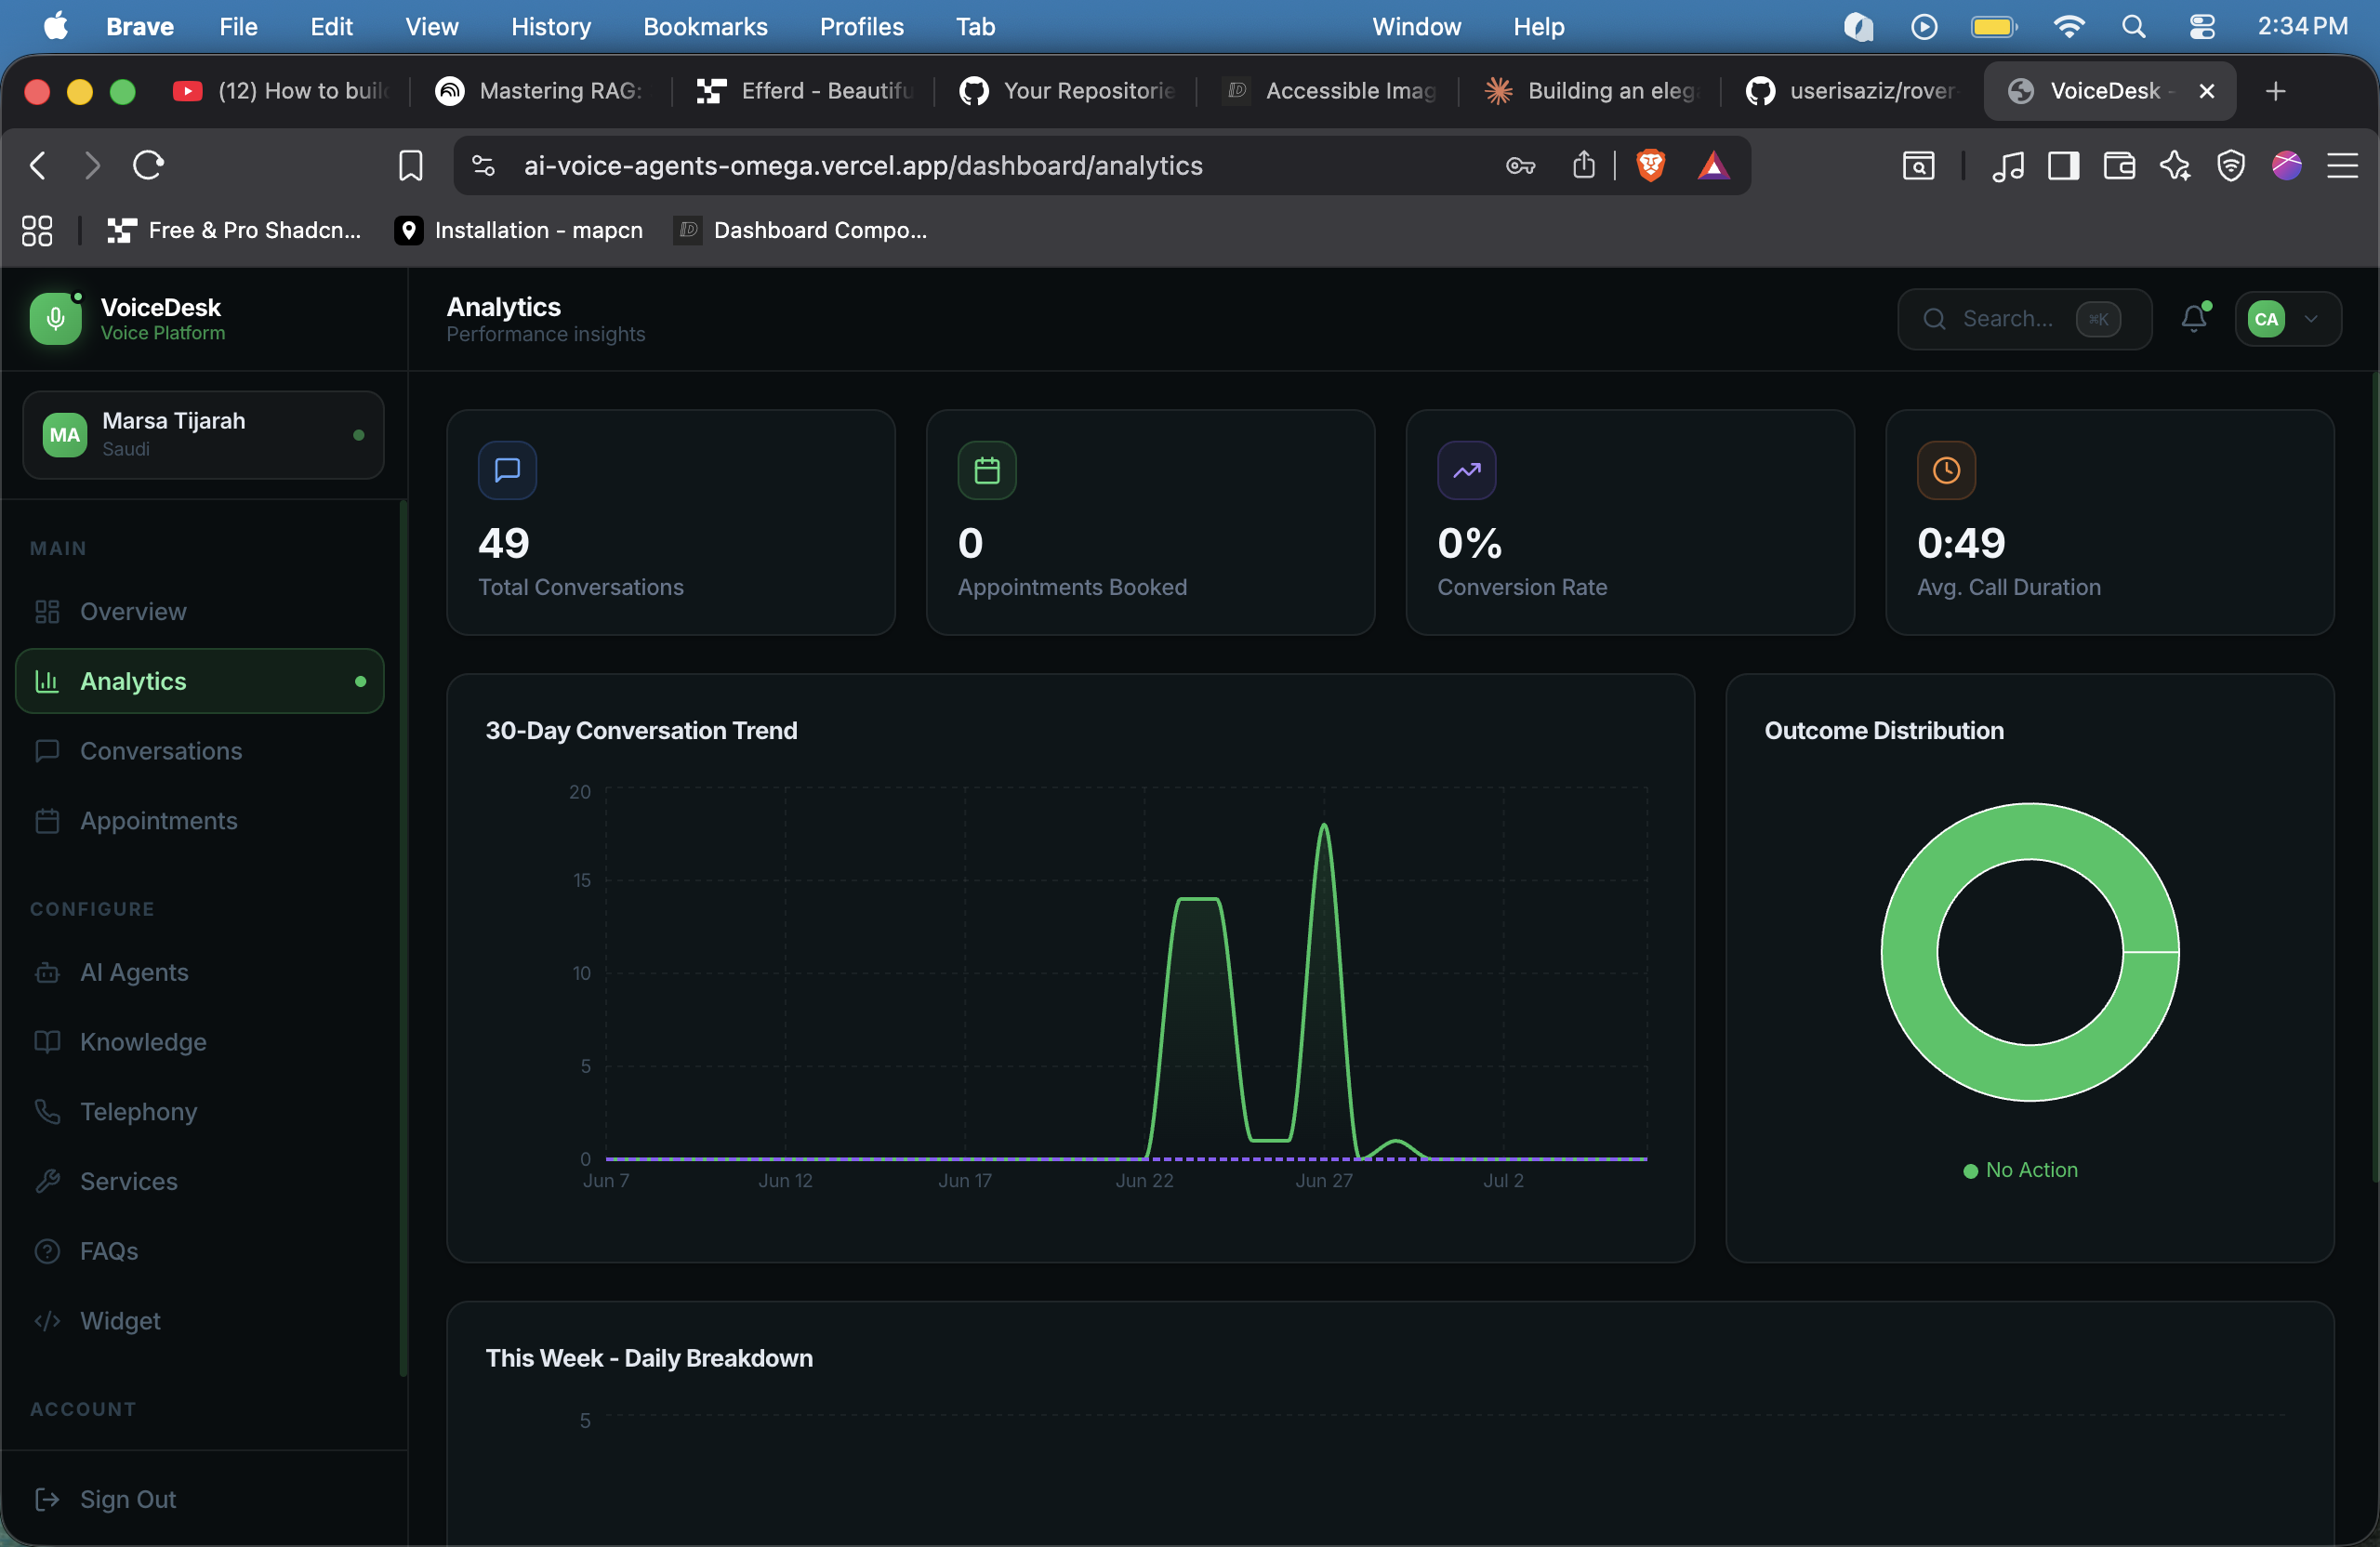 Brave File Edit View History Bookmarks Profiles Tab Window Help 2:34 PM
(12) How to buil
Mastering RAG:
Efferd - Beautifu
Your Repositorie
Accessible Imag
Building an eleg
userisaziz/rover-
VoiceDesk -
ai-voice-agents-omega.vercel.app/dashboard/analytics
Free & Pro Shadcn...
Installation - mapcn
Dashboard Compo...
VoiceDesk
Voice Platform
MA
Marsa Tijarah
Saudi
MAIN
Overview
Analytics
Conversations
Appointments
CONFIGURE
AI Agents
Knowledge
Telephony
Services
FAQs
Widget
ACCOUNT
Sign Out
Analytics
Performance insights
Search... ⌘K
CA
49
Total Conversations
0
Appointments Booked
0%
Conversion Rate
0:49
Avg. Call Duration
30-Day Conversation Trend
20
15
10
5
0
Jun 7 Jun 12 Jun 17 Jun 22 Jun 27 Jul 2
Outcome Distribution
No Action
This Week - Daily Breakdown
5